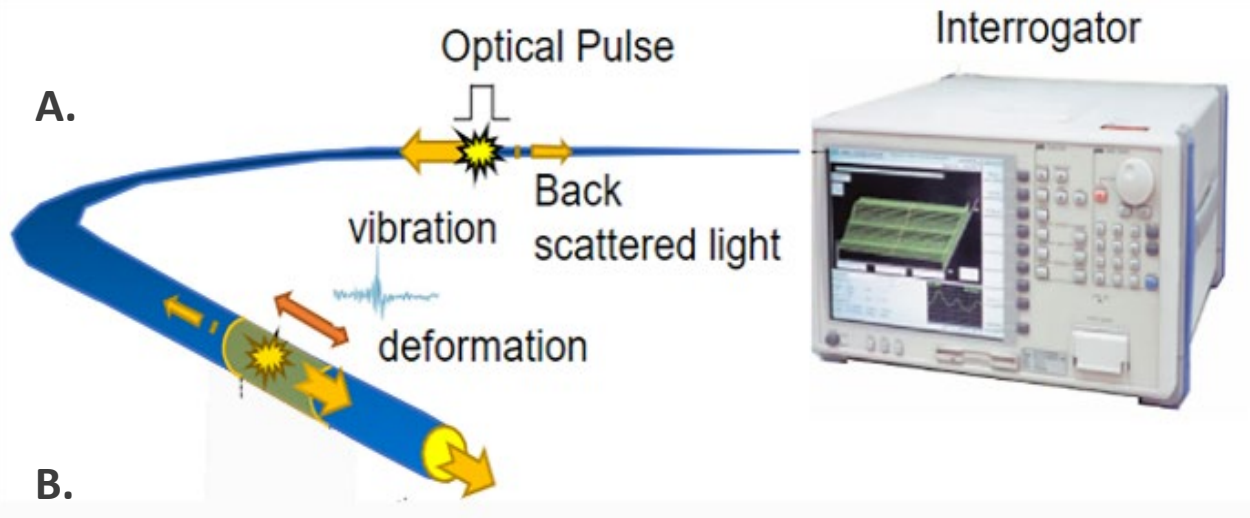 Interrogator
Optical Pulse
A.
Back
scattered light
vibration
deformation
B.